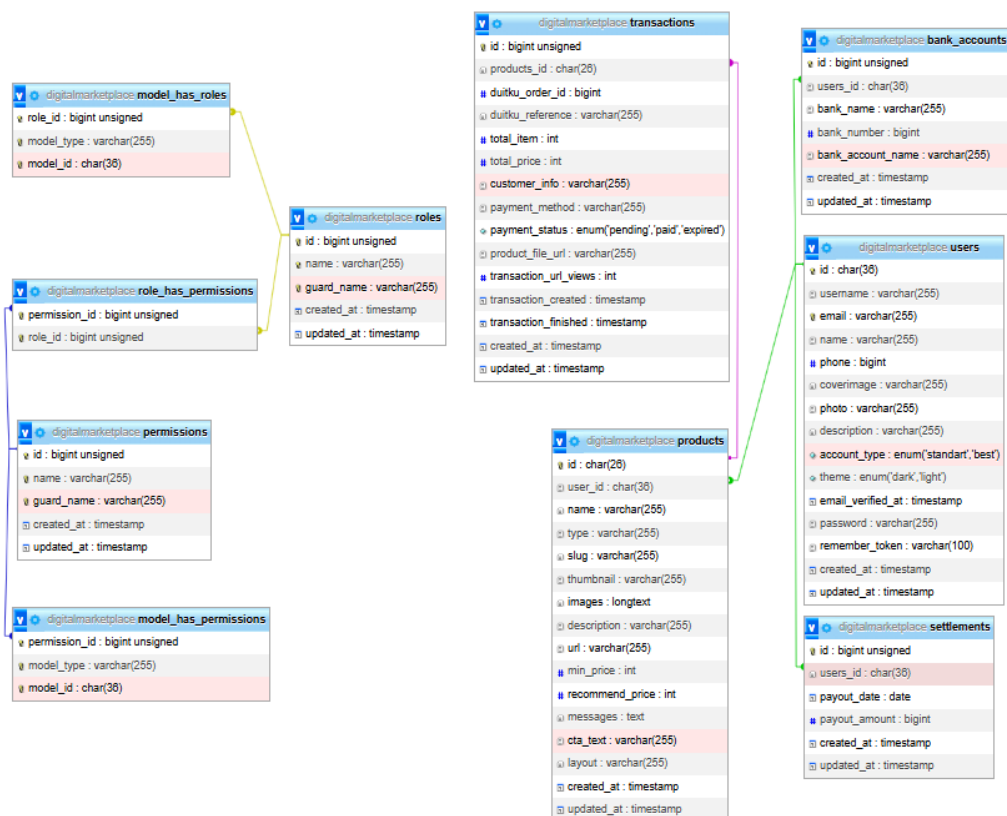 digitalmarketplace model_has_roles
role_id : bigint unsigned
model_type : varchar(255)
model_id : char(36)
digitalmarketplace roles
id : bigint unsigned
name : varchar(255)
guard_name : varchar(255)
created_at : timestamp
updated_at : timestamp
digitalmarketplace role_has_permissions
permission_id : bigint unsigned
role_id : bigint unsigned
digitalmarketplace permissions
id : bigint unsigned
name : varchar(255)
guard_name : varchar(255)
created_at : timestamp
updated_at : timestamp
digitalmarketplace model_has_permissions
permission_id : bigint unsigned
model_type : varchar(255)
model_id : char(36)
digitalmarketplace transactions
id : bigint unsigned
products_id : char(26)
duitku_order_id : bigint
duitku_reference : varchar(255)
total_item : int
total_price : int
customer_info : varchar(255)
payment_method : varchar(255)
payment_status : enum('pending','paid','expired')
product_file_url : varchar(255)
transaction_url_views : int
transaction_created : timestamp
transaction_finished : timestamp
created_at : timestamp
updated_at : timestamp
digitalmarketplace products
id : char(26)
user_id : char(36)
name : varchar(255)
type : varchar(255)
slug : varchar(255)
thumbnail : varchar(255)
images : longtext
description : varchar(255)
url : varchar(255)
min_price : int
recommend_price : int
messages : text
cta_text : varchar(255)
layout : varchar(255)
created_at : timestamp
updated_at : timestamp
digitalmarketplace bank_accounts
id : bigint unsigned
users_id : char(36)
bank_name : varchar(255)
bank_number : bigint
bank_account_name : varchar(255)
created_at : timestamp
updated_at : timestamp
digitalmarketplace users
id : char(36)
username : varchar(255)
email : varchar(255)
name : varchar(255)
phone : bigint
coverimage : varchar(255)
photo : varchar(255)
description : varchar(255)
account_type : enum('standart','best')
theme : enum('dark','light')
email_verified_at : timestamp
password : varchar(255)
remember_token : varchar(100)
created_at : timestamp
updated_at : timestamp
digitalmarketplace settlements
id : bigint unsigned
users_id : char(36)
payout_date : date
payout_amount : bigint
created_at : timestamp
updated_at : timestamp